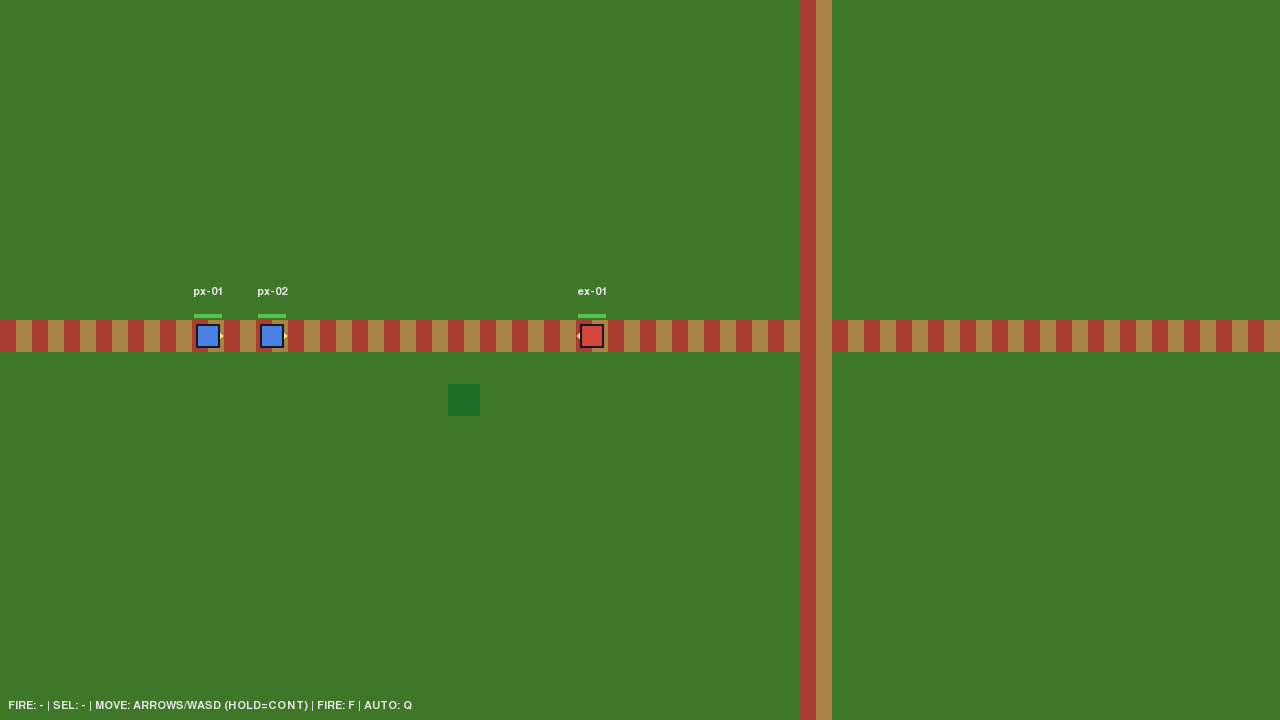 px-01
px-02
ex-01
FIRE: - | SEL: - | MOVE: ARROWS/WASD (HOLD=CONT) | FIRE: F | AUTO: Q